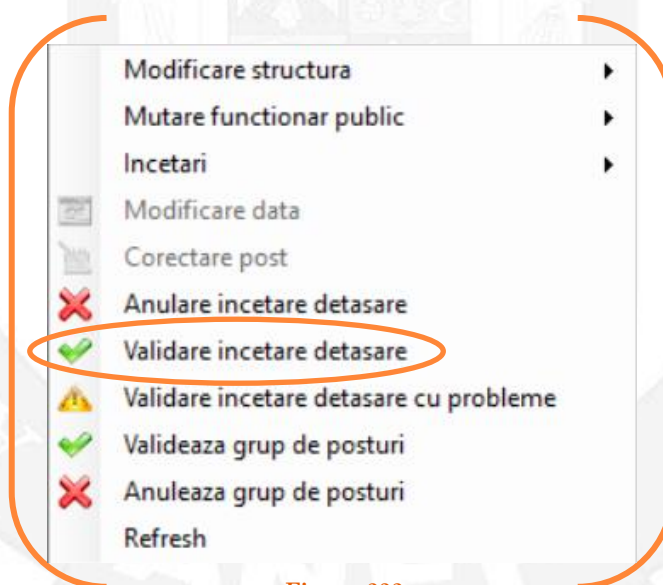 Modificare structura
Mutare functionar public
Incetari
Modificare data
Corectare post
Anulare incetare detasare
Validare incetare detasare
Validare incetare detasare cu probleme
Valideaza grup de posturi
Anuleaza grup de posturi
Refresh